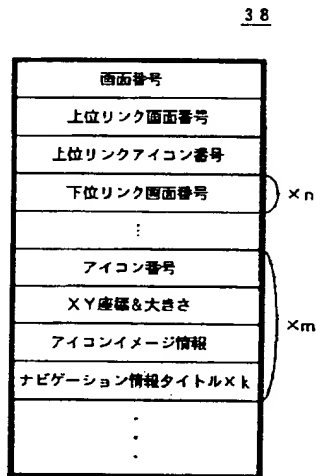 38
画面番号
上位リンク画面番号
上位リンクアイコン番号
下位リンク画面番号
×n
⋮
アイコン番号
XY座標&大きさ
アイコンイメージ情報
×m
ナビゲーション情報タイトル×k
⋮